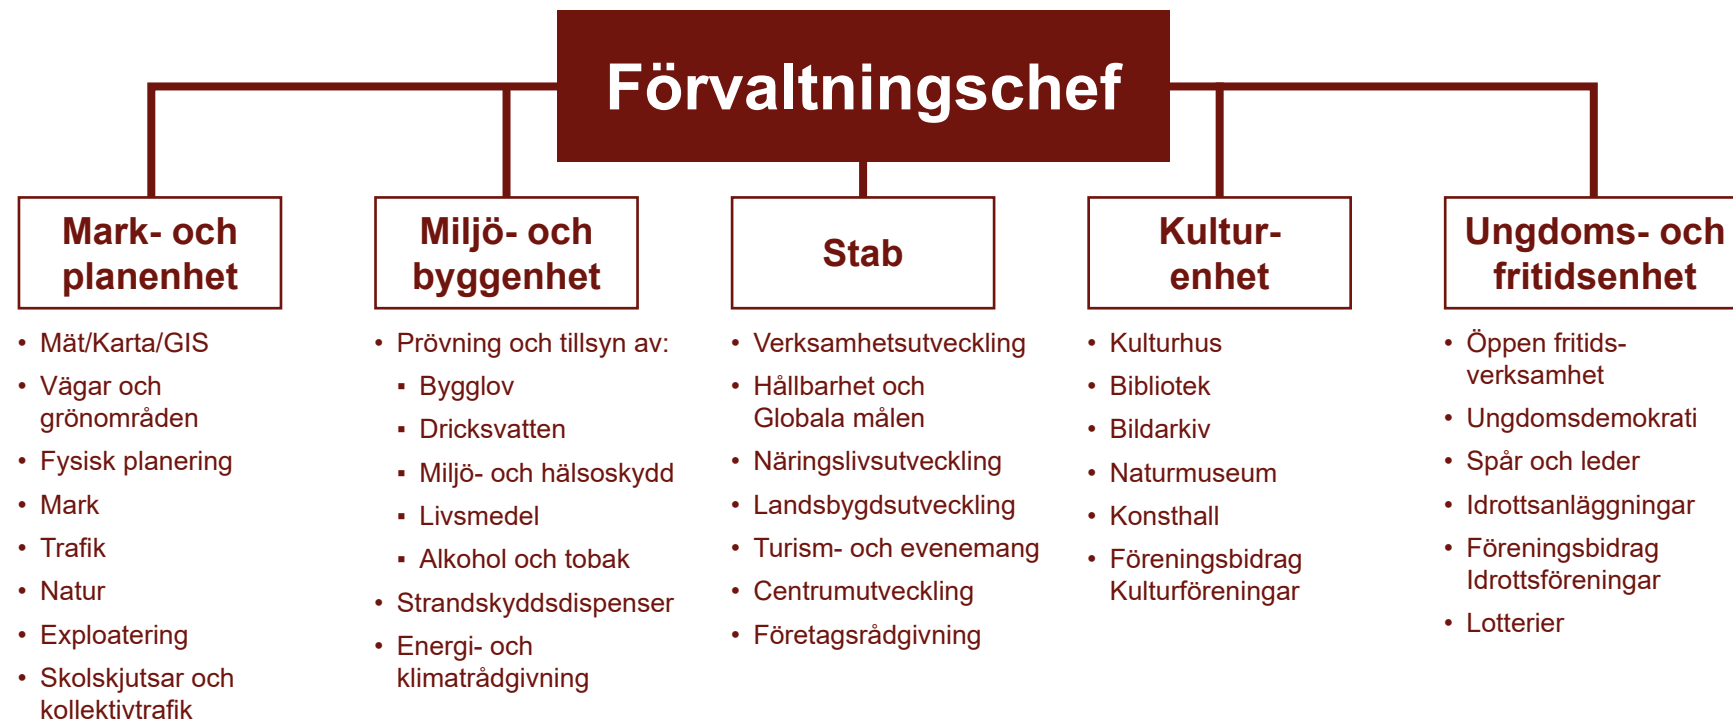 Förvaltningschef
Mark- och
planenhet
• Mät/Karta/GIS
• Vägar och
grönområden
• Fysisk planering
• Mark
• Trafik
• Natur
• Exploatering
• Skolskjutsar och
kollektivtrafik
Miljö- och
byggenhet
• Prövning och tillsyn av:
▪ Bygglov
▪ Dricksvatten
▪ Miljö- och hälsoskydd
▪ Livsmedel
▪ Alkohol och tobak
• Strandskyddsdispenser
• Energi- och
klimatrådgivning
Stab
• Verksamhetsutveckling
• Hållbarhet och
Globala målen
• Näringslivsutveckling
• Landsbygdsutveckling
• Turism- och evenemang
• Centrumutveckling
• Företagsrådgivning
Kultur-
enhet
• Kulturhus
• Bibliotek
• Bildarkiv
• Naturmuseum
• Konsthall
• Föreningsbidrag
Kulturföreningar
Ungdoms- och
fritidsenhet
• Öppen fritids-
verksamhet
• Ungdomsdemokrati
• Spår och leder
• Idrottsanläggningar
• Föreningsbidrag
Idrottsföreningar
• Lotterier